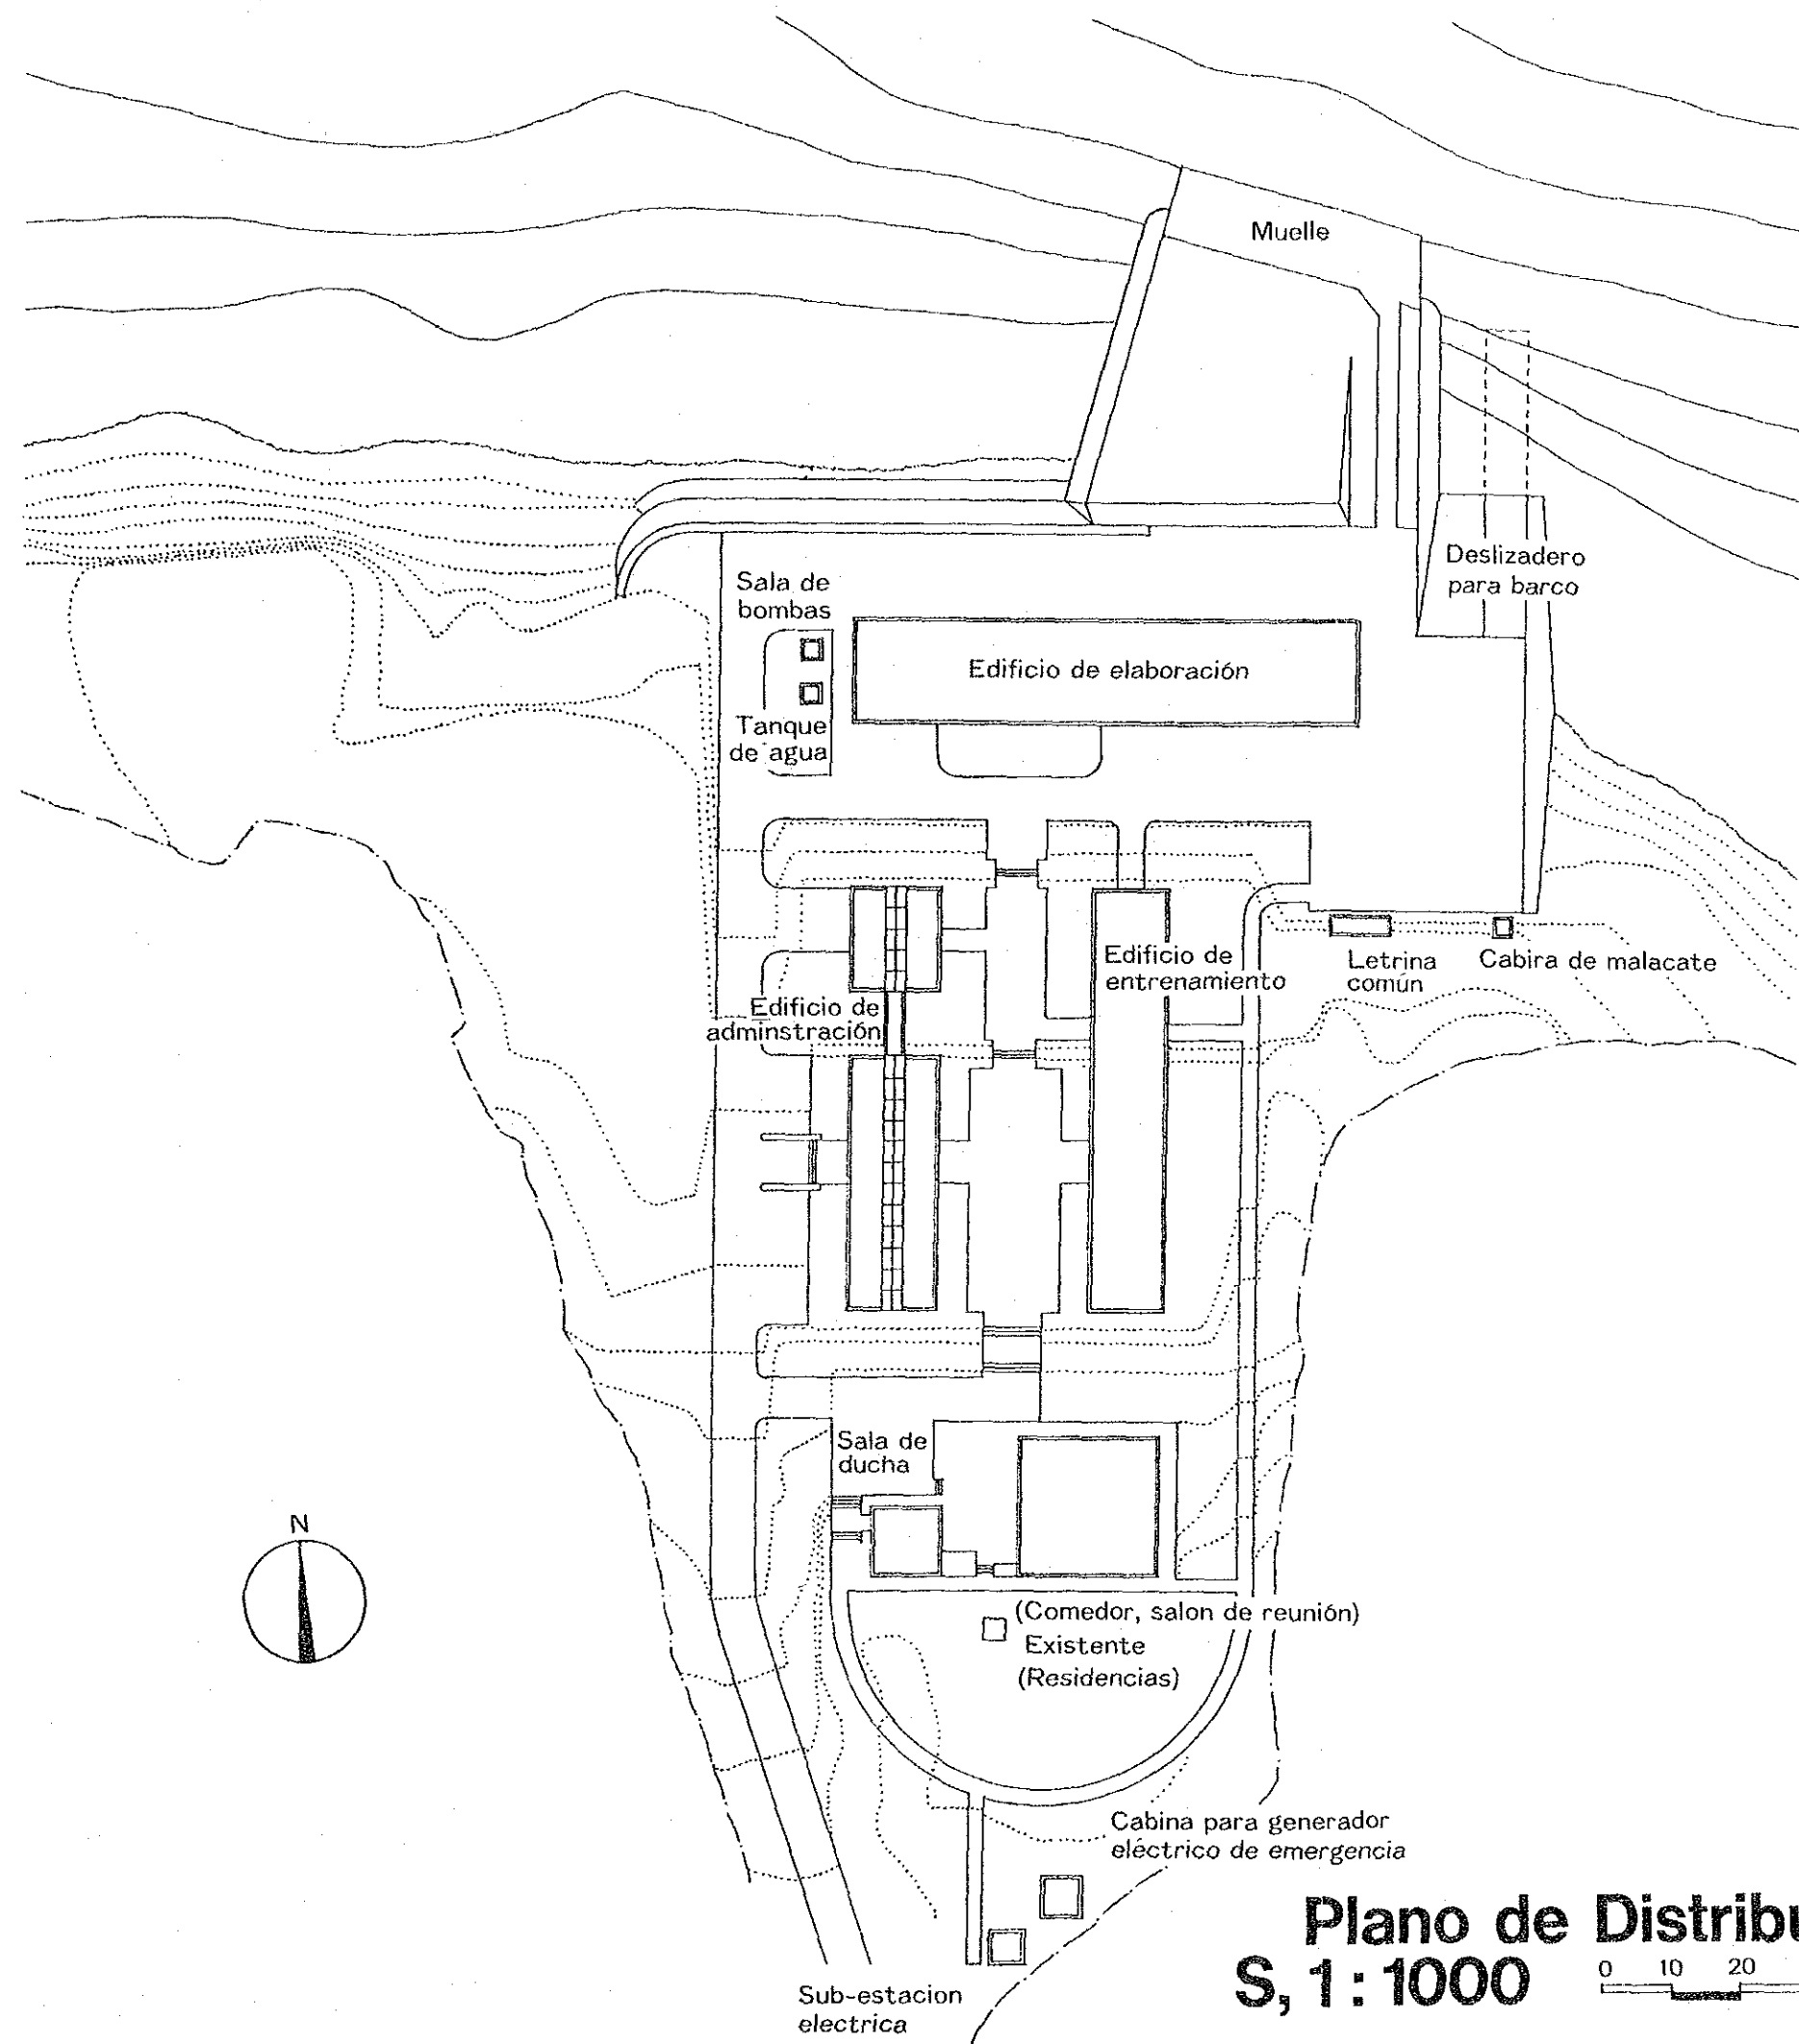 Muelle
Deslizadero
para barco
Sala de
bombas
Edificio de elaboración
Tanque
de agua
Edificio de
entrenamiento
Letrina
común
Cabira de malacate
Edificio de
adminstración
Sala de
ducha
N
(Comedor, salon de reunión)
Existente
(Residencias)
Cabina para generador
eléctrico de emergencia
Plano de Distribu
S, 1 : 1000
0 10 20
Sub-estacion
electrica